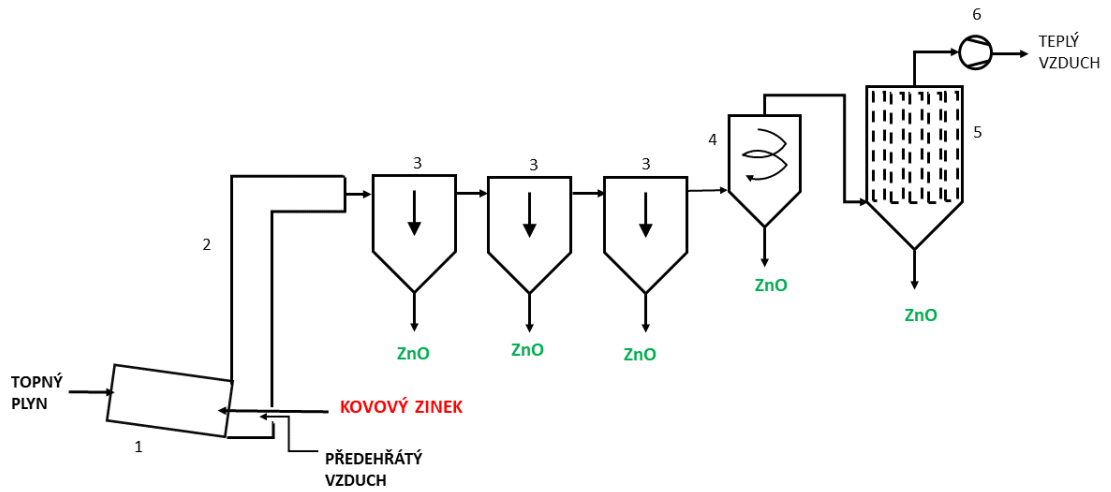 6
TEPLÝ
VZDUCH
5
4
3
3
3
2
ZnO
ZnO
ZnO
ZnO
ZnO
TOPNÝ
PLYN
KOVOVÝ ZINEK
1
PŘEDEHŘÁTÝ
VZDUCH